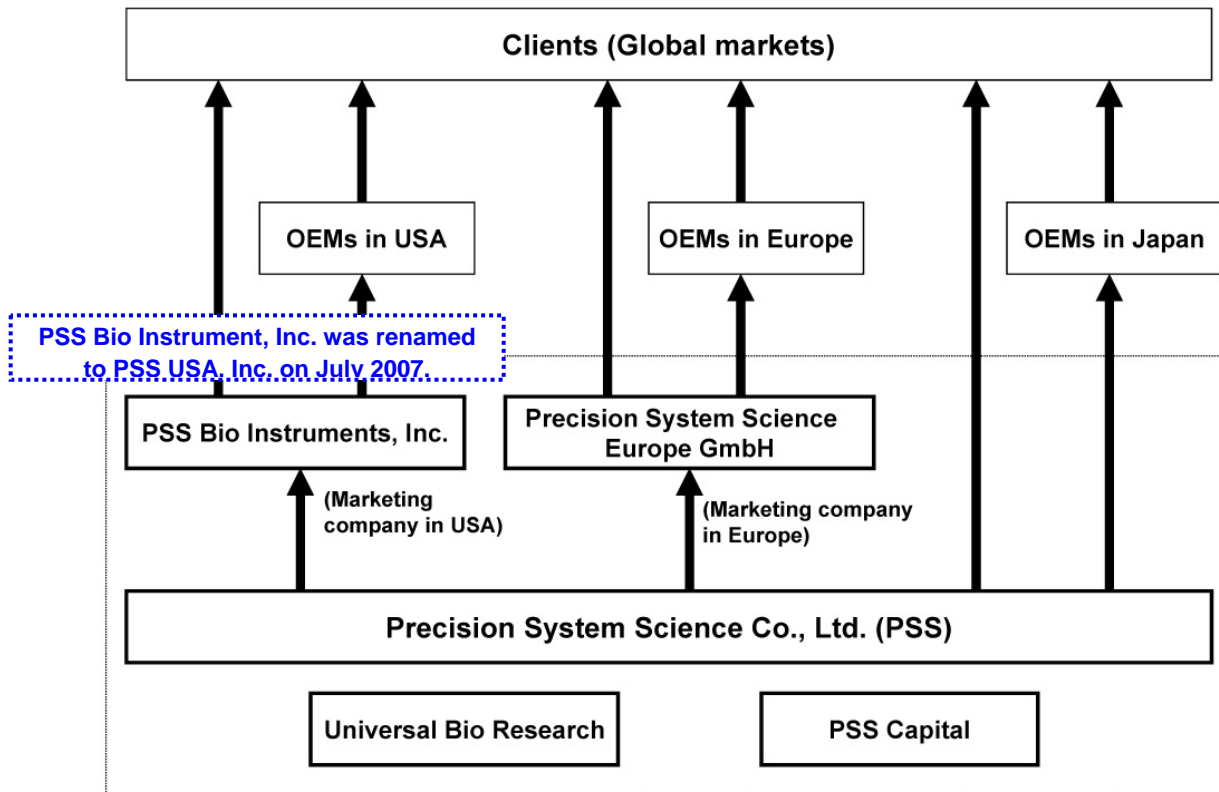 Clients (Global markets)
OEMs in USA
OEMs in Europe
OEMs in Japan
PSS Bio Instrument, Inc. was renamed
to PSS USA, Inc. on July 2007.
PSS Bio Instruments, Inc.
Precision System Science
Europe GmbH
(Marketing
company in USA)
(Marketing company
in Europe)
Precision System Science Co., Ltd. (PSS)
Universal Bio Research
PSS Capital